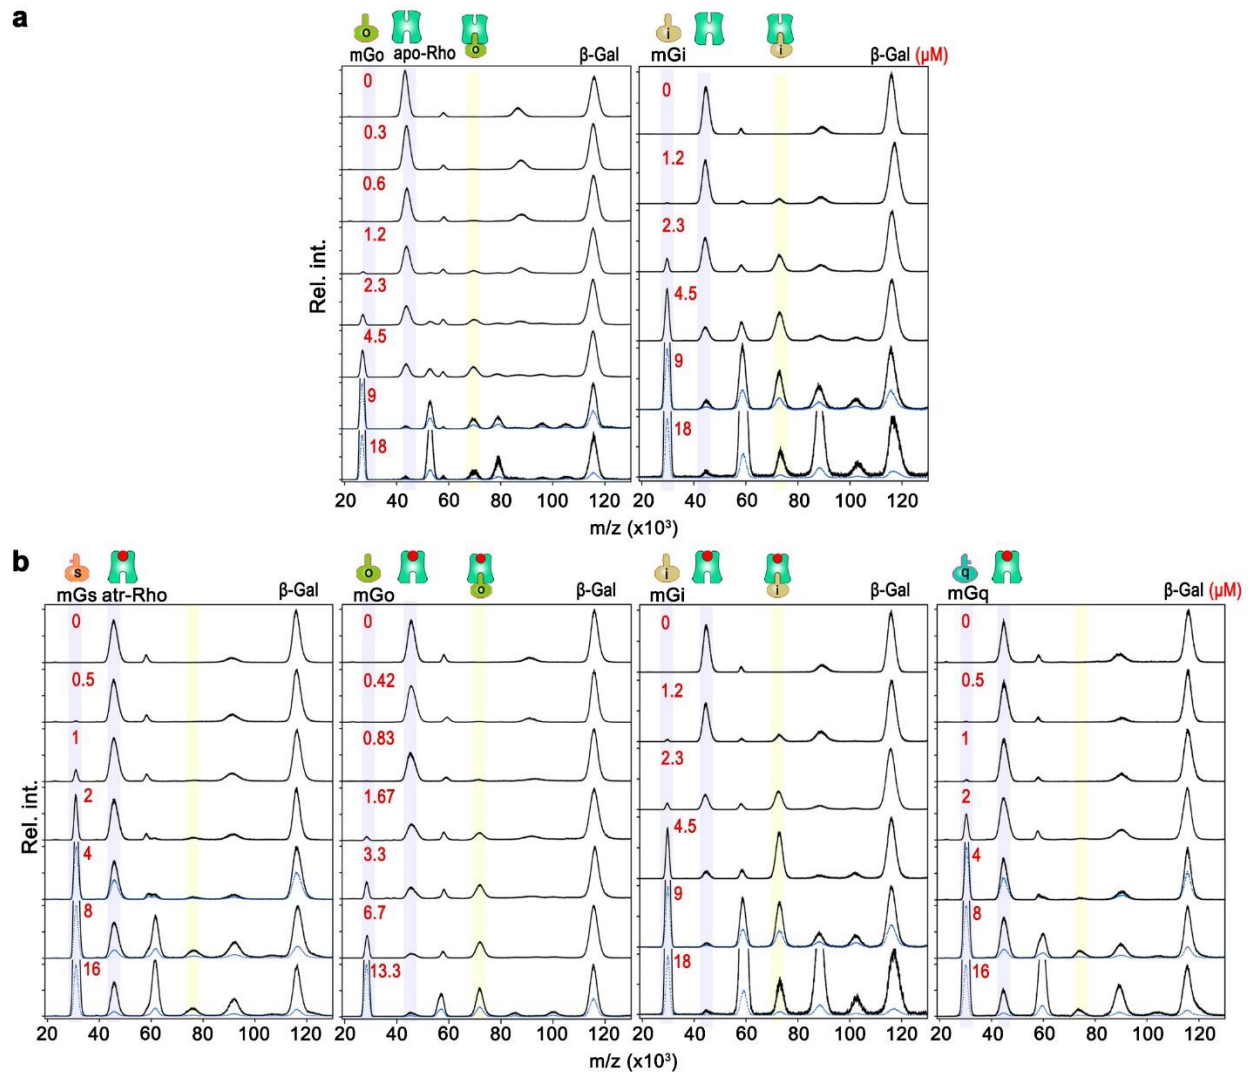 a
o
o
i
i
mGo apo-Rho β-Gal
mGi β-Gal (µM)
0
0.3
0.6
1.2
2.3
4.5
9
18
0
1.2
2.3
4.5
9
18
Rel. int.
20 40 60 80 100 120
20 40 60 80 100 120
m/z (x10³)
b
s
o
o
i
i
q
mGs atr-Rho β-Gal
mGo β-Gal
mGi β-Gal
mGq β-Gal (µM)
0
0.5
1
2
4
8
16
0
0.42
0.83
1.67
3.3
6.7
13.3
0
1.2
2.3
4.5
9
18
0
0.5
1
2
4
8
16
Rel. int.
20 40 60 80 100 120
20 40 60 80 100 120
20 40 60 80 100 120
20 40 60 80 100 120
m/z (x10³)